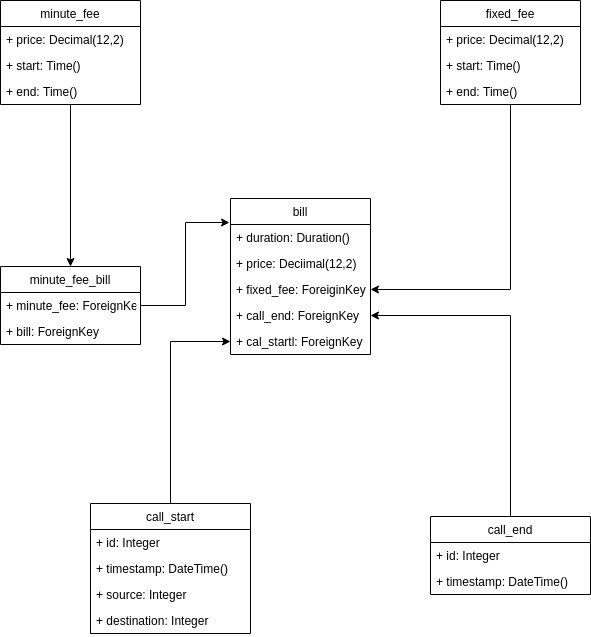 minute_fee
+ price: Decimal(12,2)
+ start: Time()
+ end: Time()
fixed_fee
+ price: Decimal(12,2)
+ start: Time()
+ end: Time()
bill
+ duration: Duration()
+ price: Deciimal(12,2)
+ fixed_fee: ForeiginKey
+ call_end: ForeignKey
+ cal_startl: ForeignKey
minute_fee_bill
+ minute_fee: ForeignKe
+ bill: ForeignKey
call_start
+ id: Integer
+ timestamp: DateTime()
+ source: Integer
+ destination: Integer
call_end
+ id: Integer
+ timestamp: DateTime()